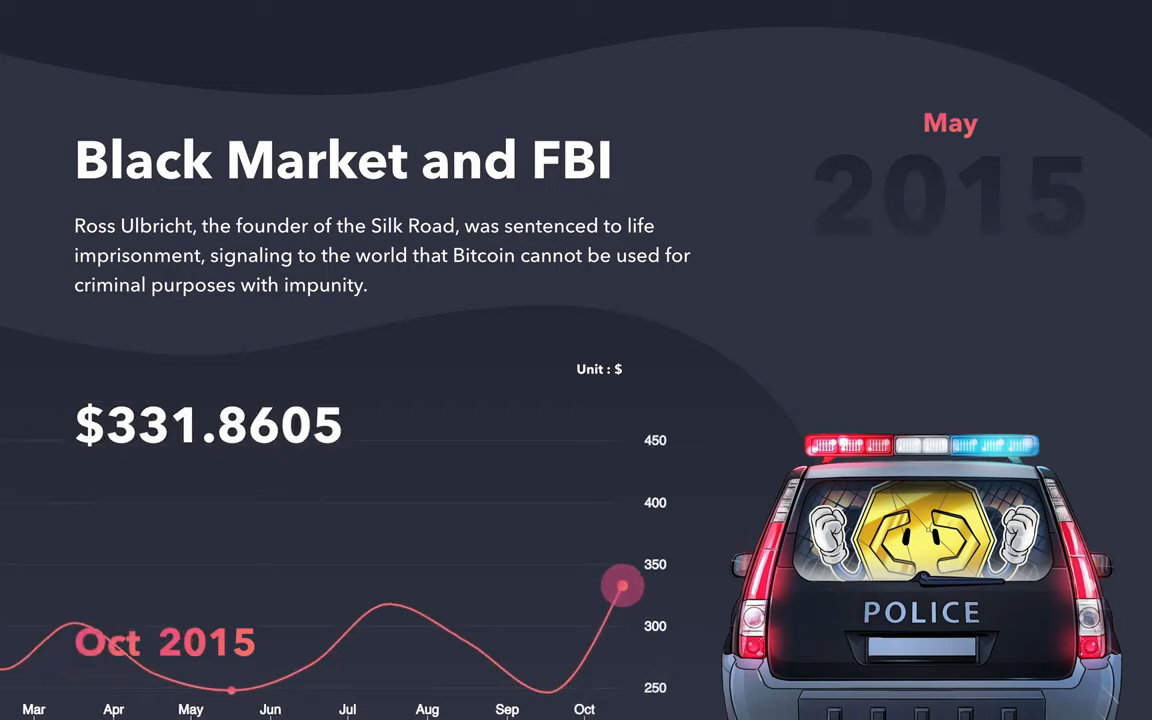 May
2015
Black Market and FBI
Ross Ulbricht, the founder of the Silk Road, was sentenced to life
imprisonment, signaling to the world that Bitcoin cannot be used for
criminal purposes with impunity.
Unit : $
$331.8605
450
400
350
300
250
Oct 2015
Mar Apr May Jun Jul Aug Sep Oct
POLICE